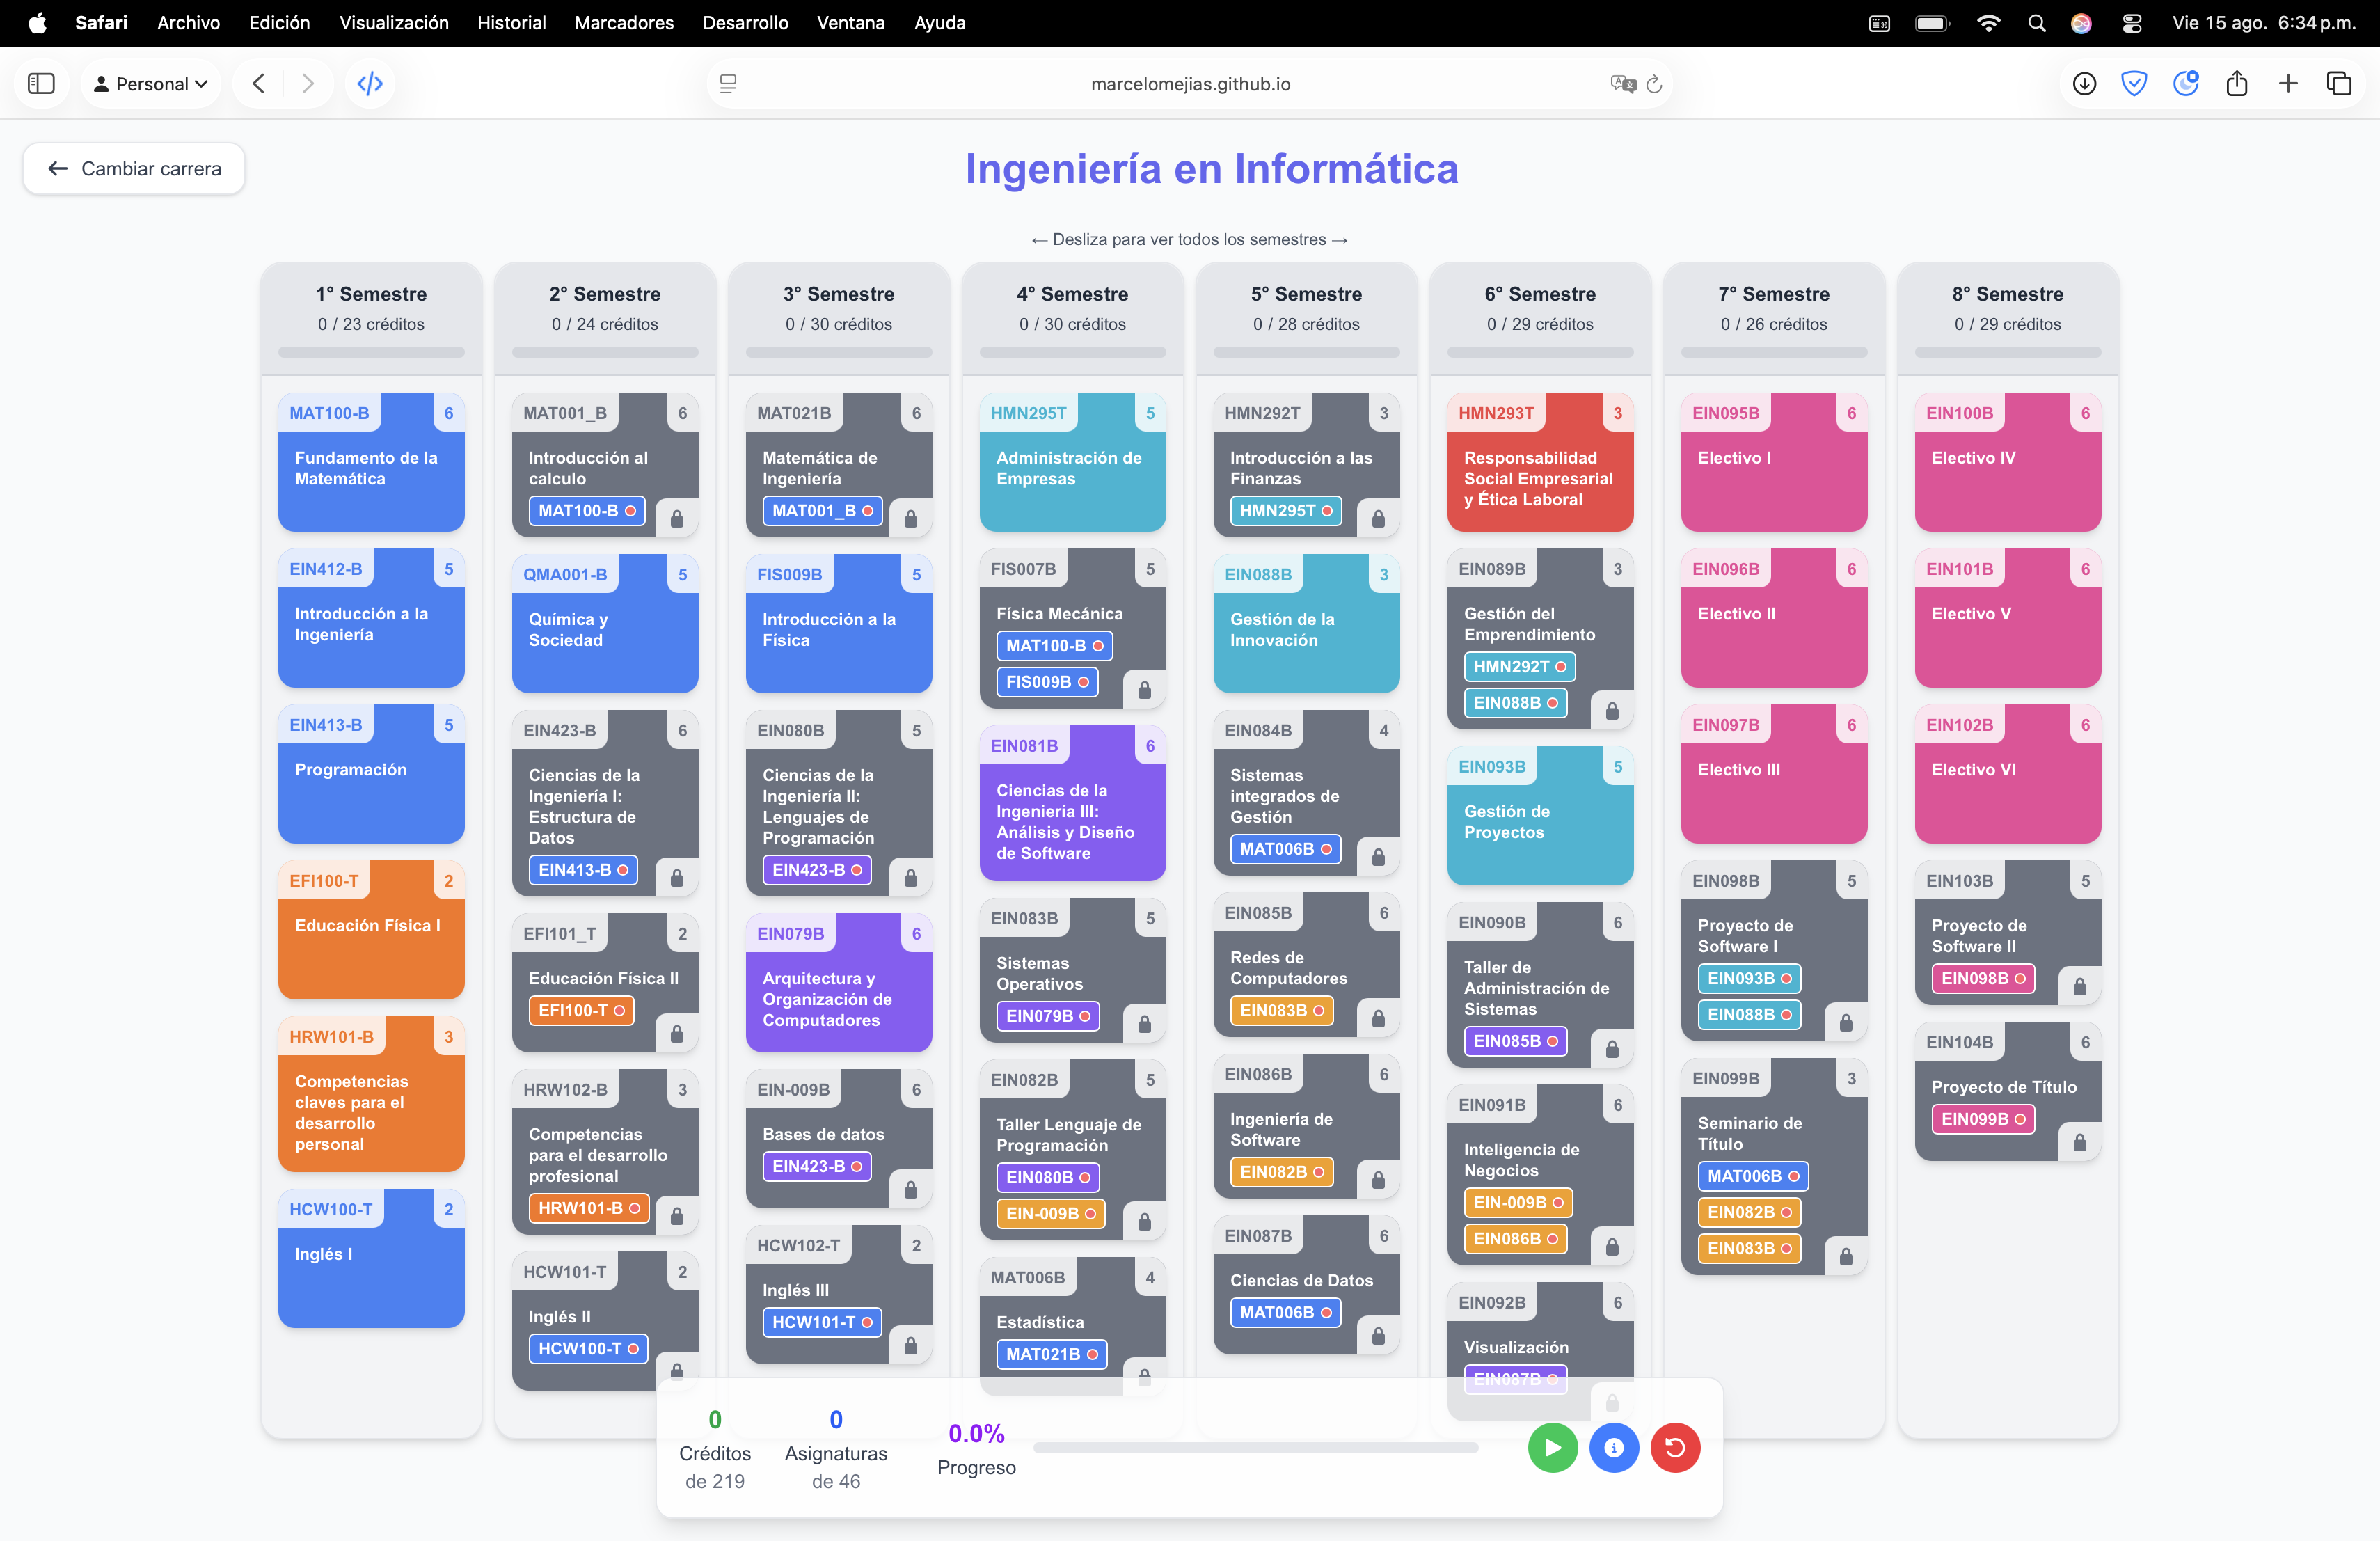 Safari Archivo Edición Visualización Historial Marcadores Desarrollo Ventana Ayuda
Vie 15 ago. 6:34 p.m.
Personal
marcelomejias.github.io
← Cambiar carrera
Ingeniería en Informática
← Desliza para ver todos los semestres →
1° Semestre
0 / 23 créditos
MAT100-B 6
Fundamento de la
Matemática
EIN412-B 5
Introducción a la
Ingeniería
EIN413-B 5
Programación
EFI100-T 2
Educación Física I
HRW101-B 3
Competencias
claves para el
desarrollo
personal
HCW100-T 2
Inglés I
2° Semestre
0 / 24 créditos
MAT001_B 6
Introducción al
calculo
MAT100-B
QMA001-B 5
Química y
Sociedad
EIN423-B 6
Ciencias de la
Ingeniería I:
Estructura de
Datos
EIN413-B
EFI101_T 2
Educación Física II
EFI100-T
HRW102-B 3
Competencias
para el desarrollo
profesional
HRW101-B
HCW101-T 2
Inglés II
HCW100-T
3° Semestre
0 / 30 créditos
MAT021B 6
Matemática de
Ingeniería
MAT001_B
FIS009B 5
Introducción a la
Física
EIN080B 5
Ciencias de la
Ingeniería II:
Lenguajes de
Programación
EIN423-B
EIN079B 6
Arquitectura y
Organización de
Computadores
EIN-009B 6
Bases de datos
EIN423-B
HCW102-T 2
Inglés III
HCW101-T
4° Semestre
0 / 30 créditos
HMN295T 5
Administración de
Empresas
FIS007B 5
Física Mecánica
MAT100-B
FIS009B
EIN081B 6
Ciencias de la
Ingeniería III:
Análisis y Diseño
de Software
EIN083B 5
Sistemas
Operativos
EIN079B
EIN082B 5
Taller Lenguaje de
Programación
EIN080B
EIN-009B
MAT006B 4
Estadística
MAT021B
5° Semestre
0 / 28 créditos
HMN292T 3
Introducción a las
Finanzas
HMN295T
EIN088B 3
Gestión de la
Innovación
EIN084B 4
Sistemas
integrados de
Gestión
MAT006B
EIN085B 6
Redes de
Computadores
EIN083B
EIN086B 6
Ingeniería de
Software
EIN082B
EIN087B 6
Ciencias de Datos
MAT006B
6° Semestre
0 / 29 créditos
HMN293T 3
Responsabilidad
Social Empresarial
y Ética Laboral
EIN089B 3
Gestión del
Emprendimiento
HMN292T
EIN088B
EIN093B 5
Gestión de
Proyectos
EIN090B 6
Taller de
Administración de
Sistemas
EIN085B
EIN091B 6
Inteligencia de
Negocios
EIN-009B
EIN086B
EIN092B 6
Visualización
EIN087B
7° Semestre
0 / 26 créditos
EIN095B 6
Electivo I
EIN096B 6
Electivo II
EIN097B 6
Electivo III
EIN098B 5
Proyecto de
Software I
EIN093B
EIN088B
EIN099B 3
Seminario de
Título
MAT006B
EIN082B
EIN083B
8° Semestre
0 / 29 créditos
EIN100B 6
Electivo IV
EIN101B 6
Electivo V
EIN102B 6
Electivo VI
EIN103B 5
Proyecto de
Software II
EIN098B
EIN104B 6
Proyecto de Título
EIN099B
0
Créditos
de 219
0
Asignaturas
de 46
0.0%
Progreso